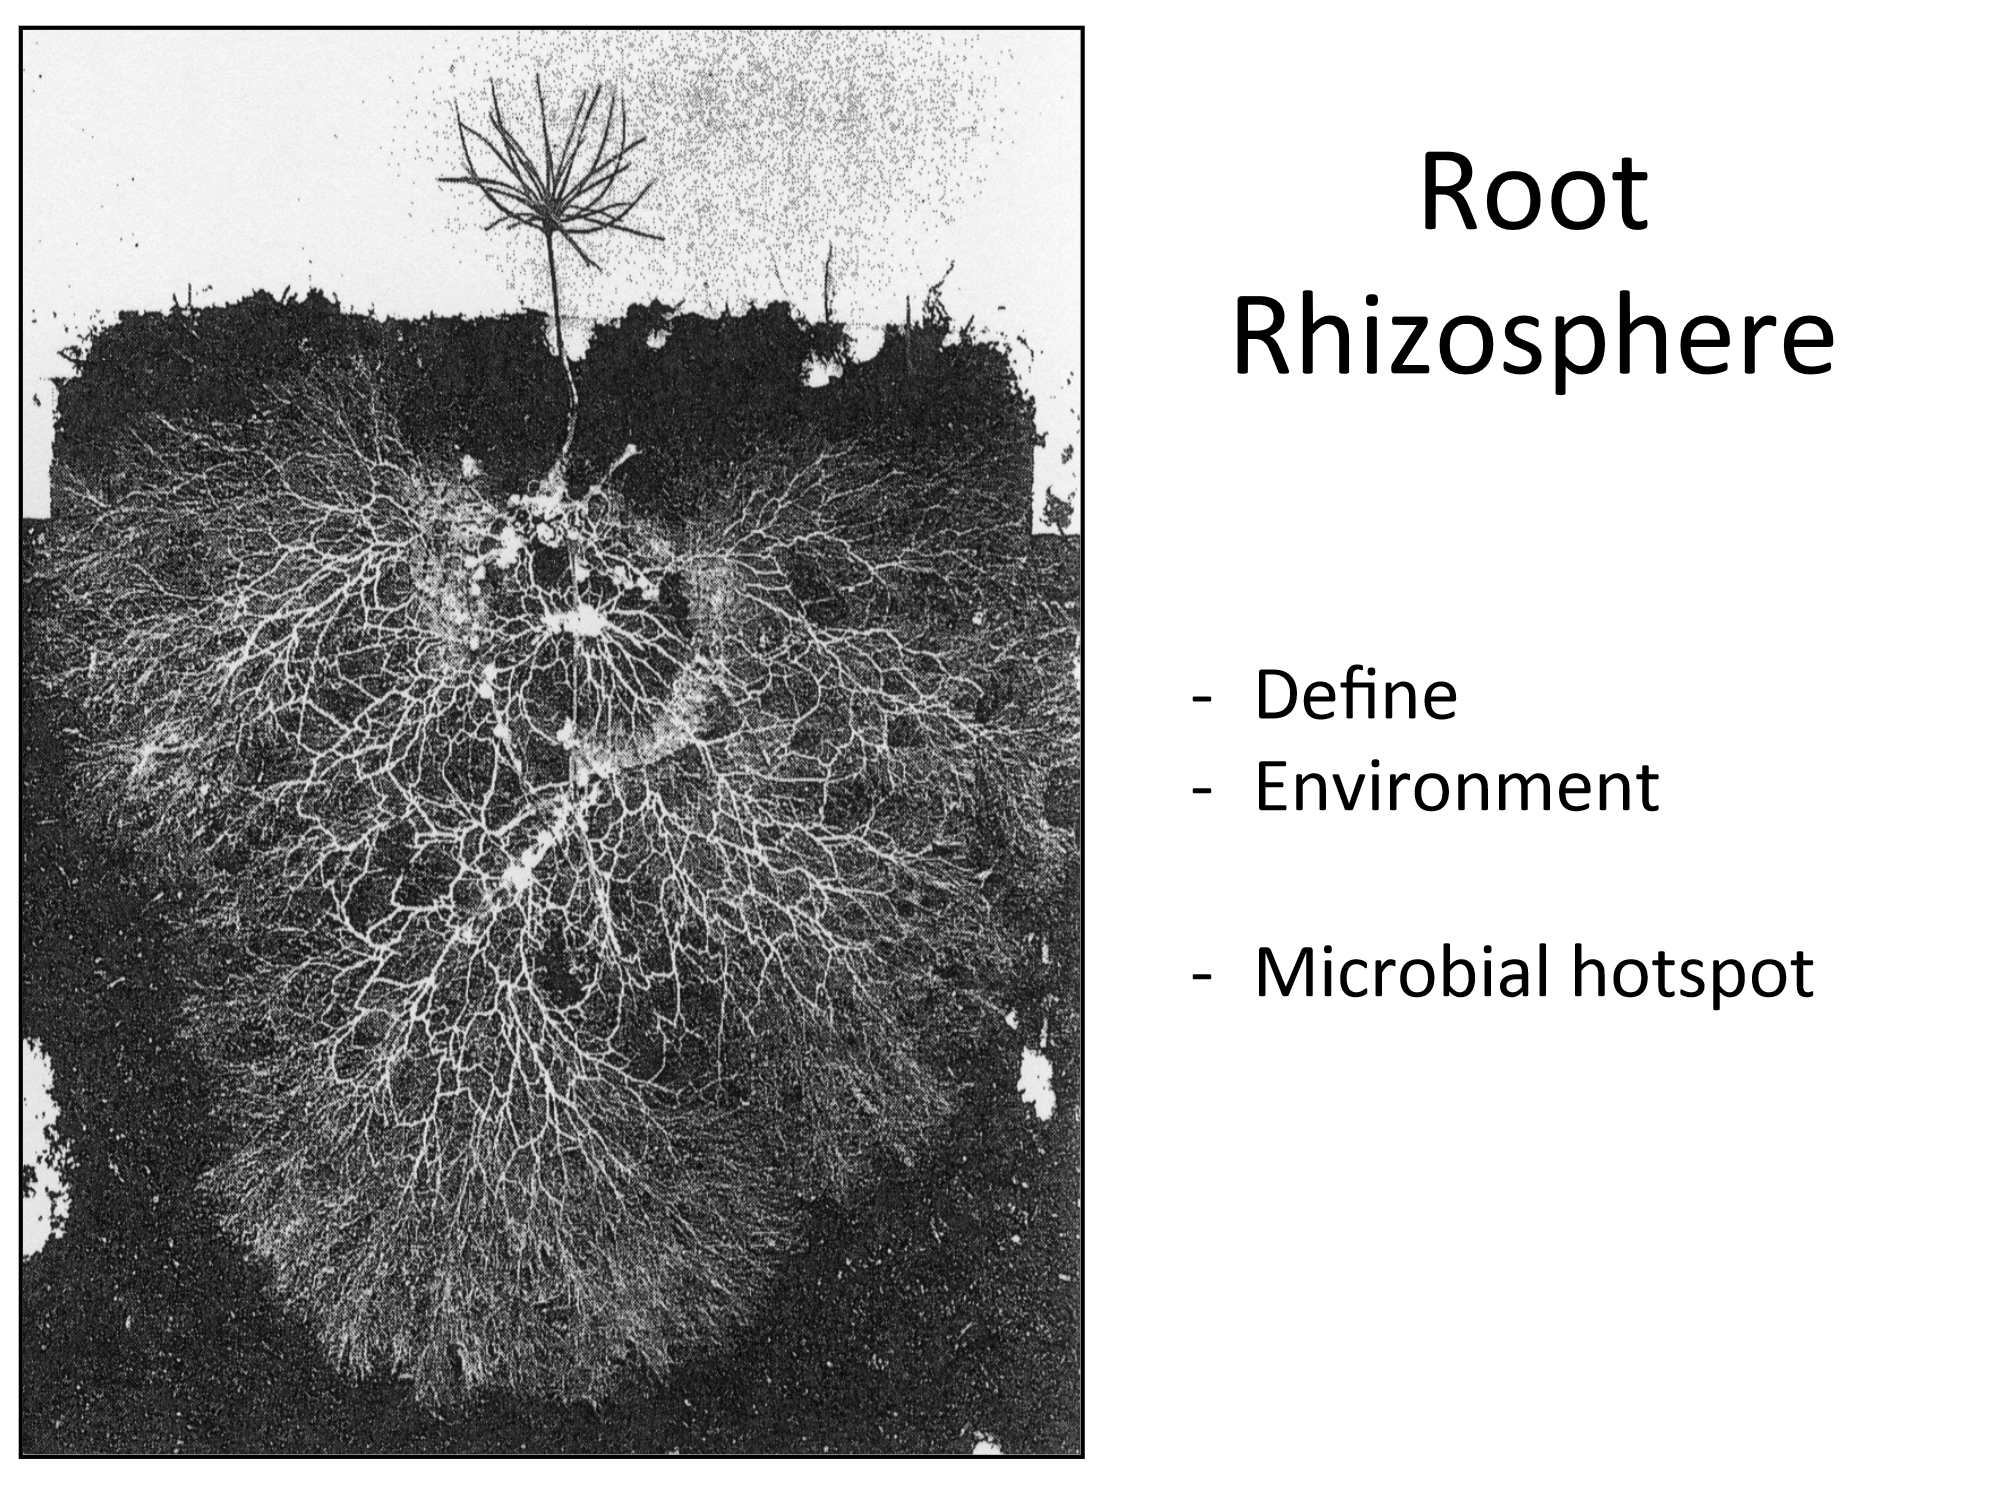 Root
Rhizosphere
- Define
- Environment
- Microbial hotspot